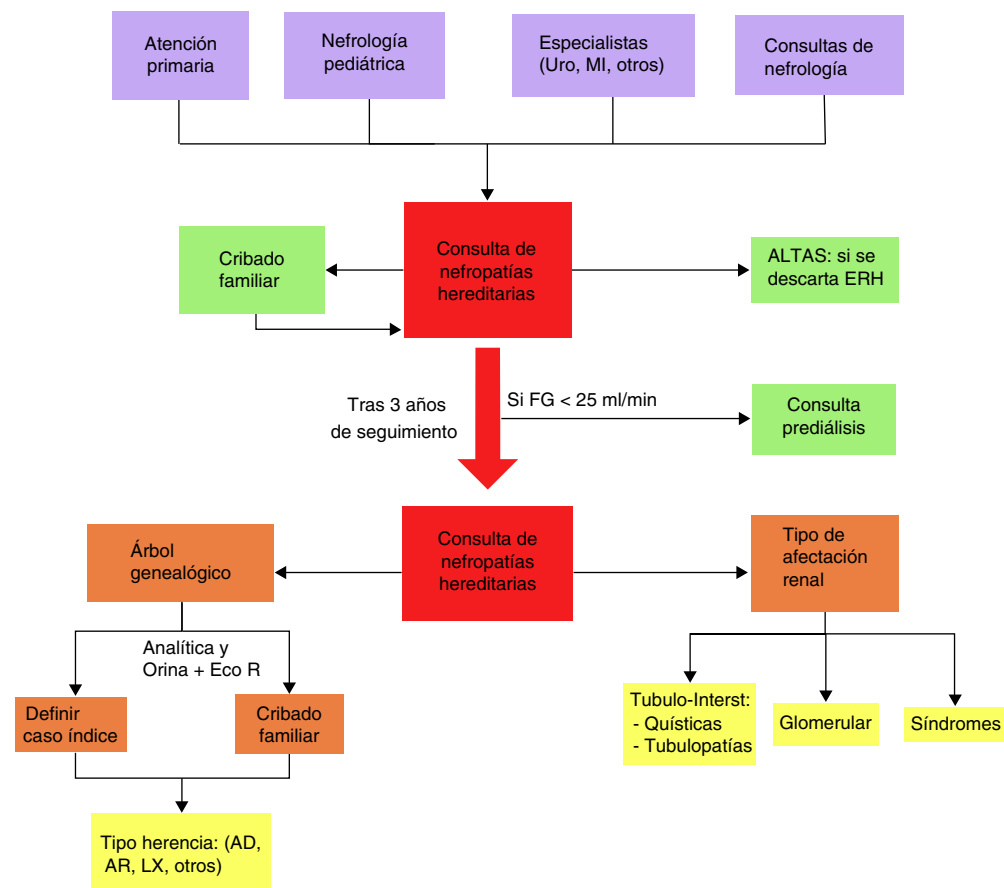 Atención
primaria
Nefrología
pediátrica
Especialistas
(Uro, MI, otros)
Consultas de
nefrología
Cribado
familiar
Consulta de
nefropatías
hereditarias
ALTAS: si se
descarta ERH
Tras 3 años
de seguimiento
Si FG < 25 ml/min
Consulta
prediálisis
Árbol
genealógico
Consulta de
nefropatías
hereditarias
Tipo de
afectación
renal
Analítica y
Orina + Eco R
Definir
caso índice
Cribado
familiar
Tubulo-Interst:
- Quísticas
- Tubulopatías
Glomerular
Síndromes
Tipo herencia: (AD,
AR, LX, otros)